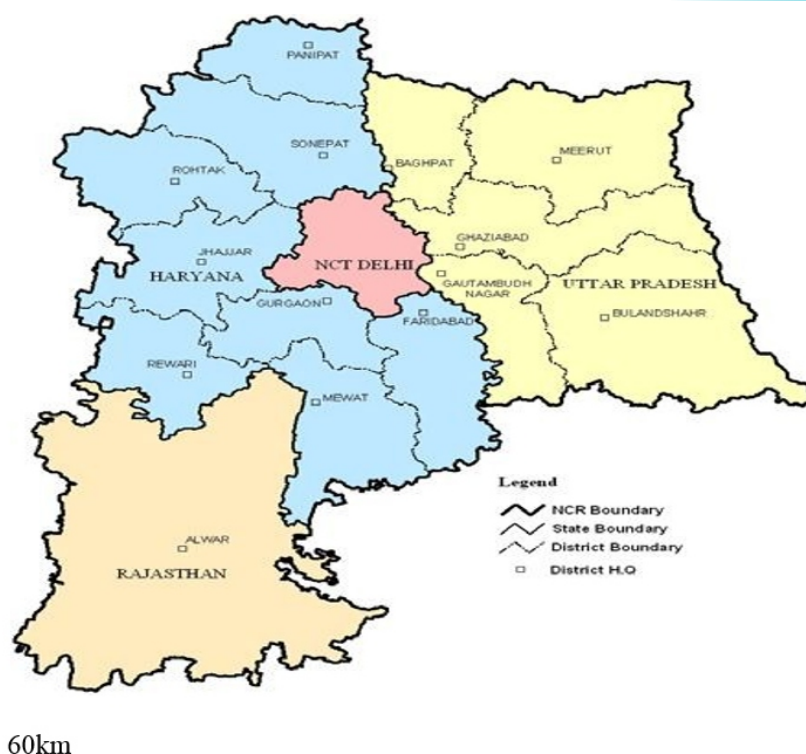 PANIPAT
SONEPAT
BAGHPAT
MEERUT
ROHTAK
GHAZIABAD
JHAJJAR
NCT DELHI
HARYANA
GAUTAMBUDH
NAGAR
UTTAR PRADESH
GURGAON
FARIDABAD
BULANDSHAHR
REWARI
MEWAT
Legend
NCR Boundary
State Boundary
District Boundary
District H.Q
ALWAR
RAJASTHAN
60km